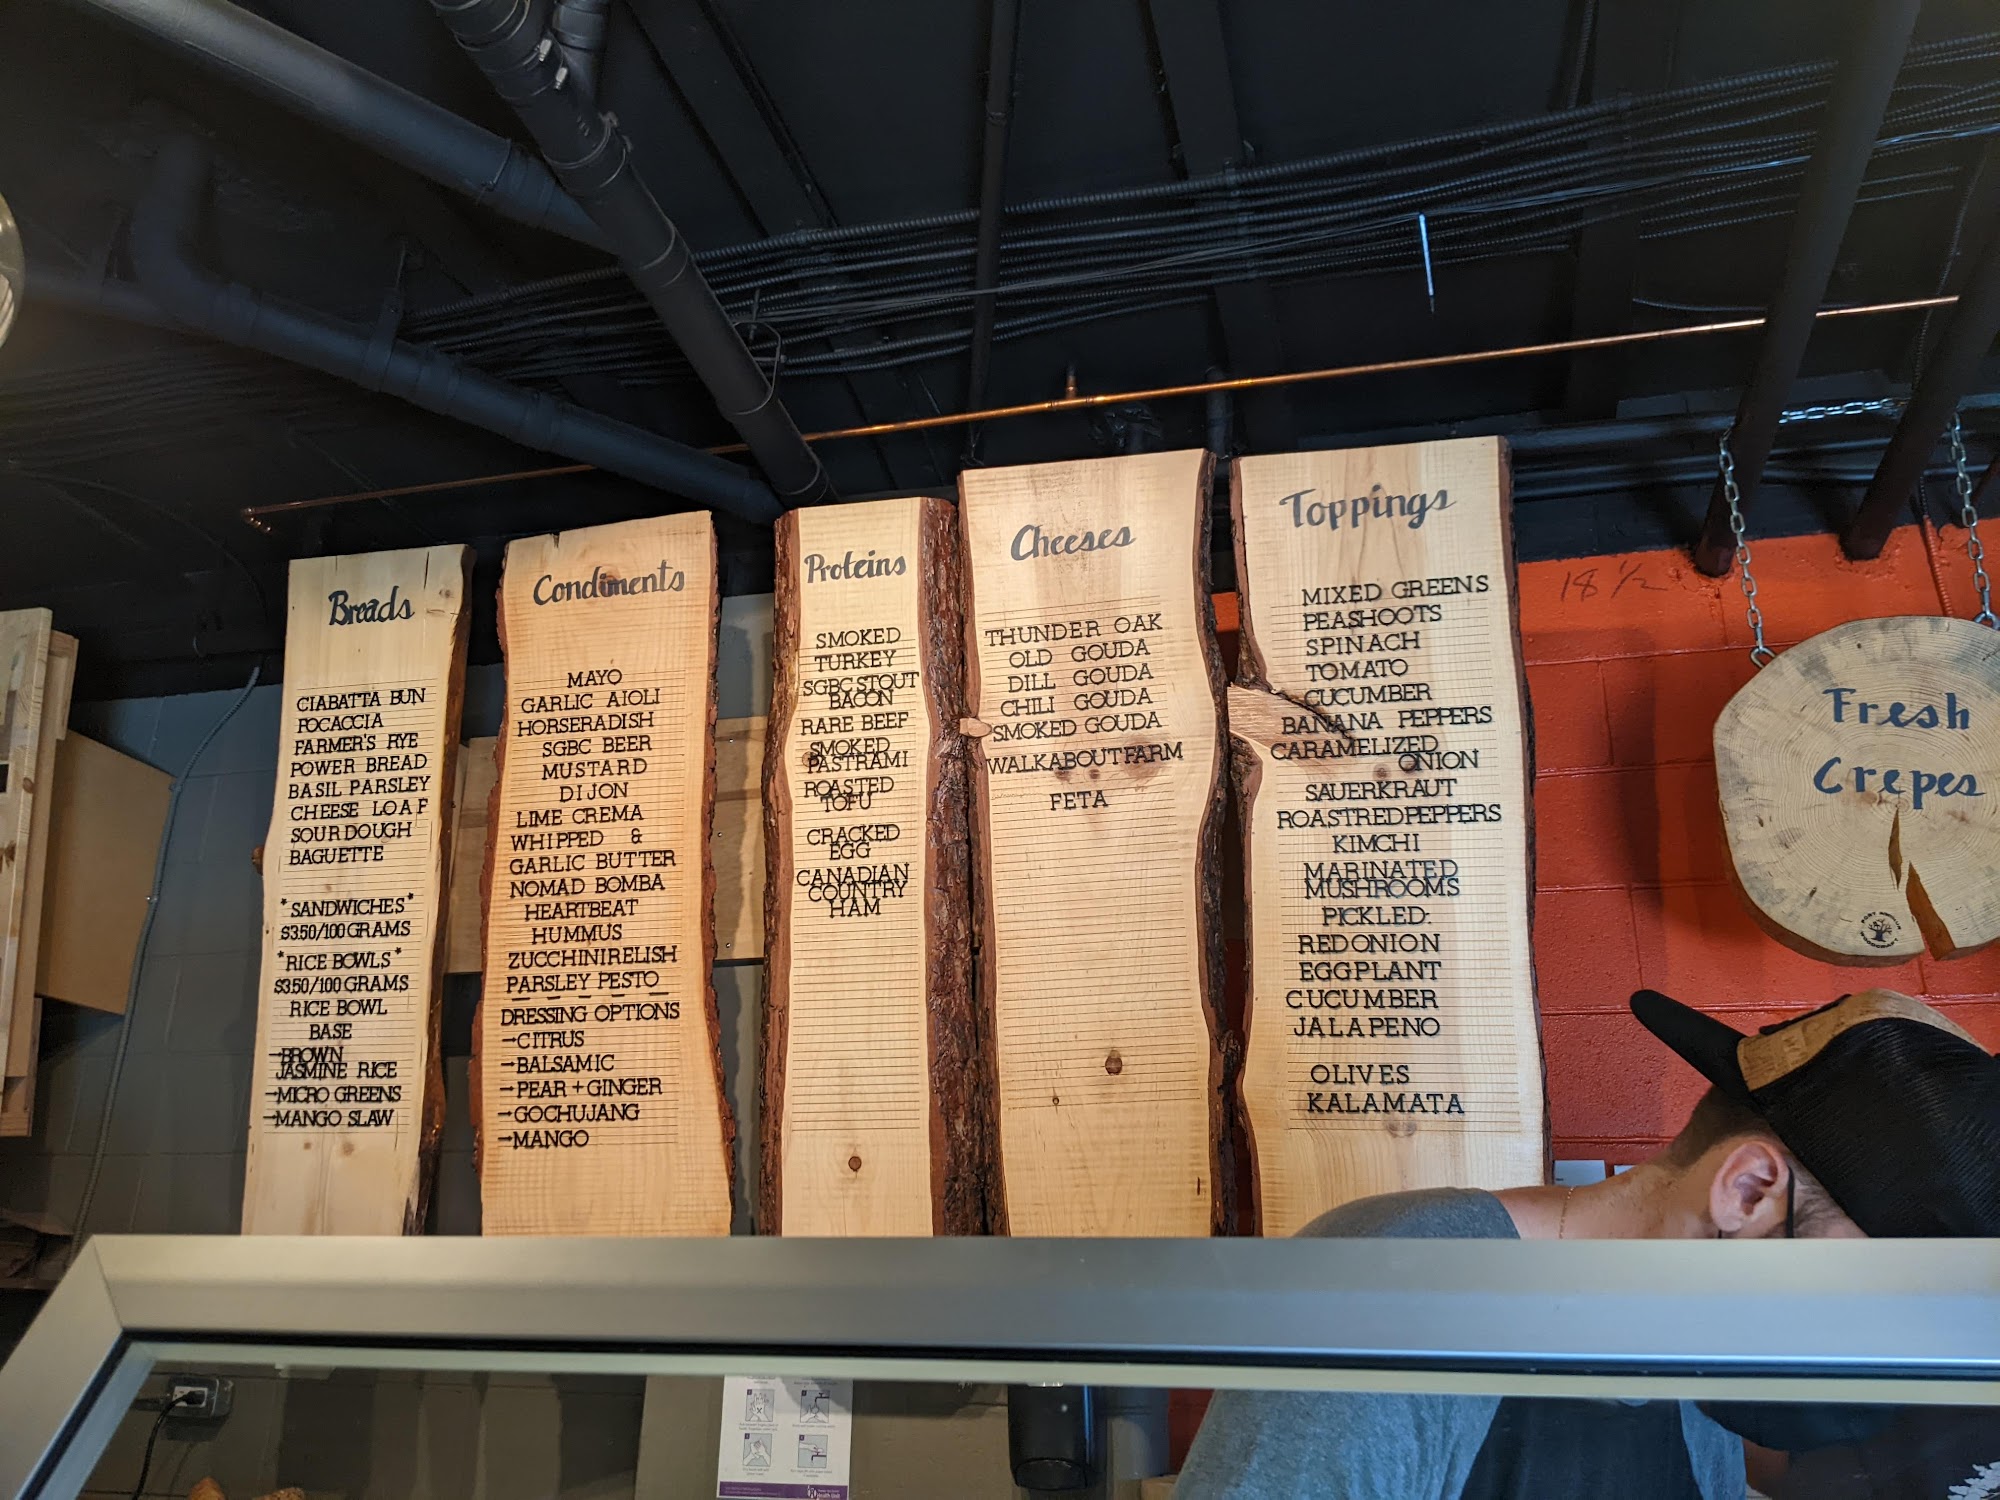 Breads
CIABATTA BUN
FOCACCIA
FARMER'S RYE
POWER BREAD
BASIL PARSLEY
CHEESE LOAF
SOURDOUGH
BAGUETTE
*SANDWICHES*
$3.50/100 GRAMS
*RICE BOWLS*
$3.50/100 GRAMS
RICE BOWL
BASE
→BROWN
JASMINE RICE
→MICRO GREENS
→MANGO SLAW
Condiments
MAYO
GARLIC AIOLI
HORSERADISH
SGBC BEER
MUSTARD
DIJON
LIME CREMA
WHIPPED &
GARLIC BUTTER
NOMAD BOMBA
HEARTBEAT
HUMMUS
ZUCCHINI RELISH
PARSLEY PESTO
DRESSING OPTIONS
→CITRUS
→BALSAMIC
→PEAR + GINGER
→GOCHUJANG
→MANGO
Proteins
SMOKED
TURKEY
SGBC STOUT
BACON
RARE BEEF
SMOKED
PASTRAMI
ROASTED
TOFU
CRACKED
EGG
CANADIAN
COUNTRY
HAM
Cheeses
THUNDER OAK
OLD GOUDA
DILL GOUDA
CHILI GOUDA
SMOKED GOUDA
WALKABOUT FARM
FETA
Toppings
MIXED GREENS
PEASHOOTS
SPINACH
TOMATO
CUCUMBER
BANANA PEPPERS
CARAMELIZED
ONION
SAUERKRAUT
ROASTRED PEPPERS
KIMCHI
MARINATED
MUSHROOMS
PICKLED:
RED ONION
EGGPLANT
CUCUMBER
JALAPENO
OLIVES
KALAMATA
18 1/2
Fresh
Crepes